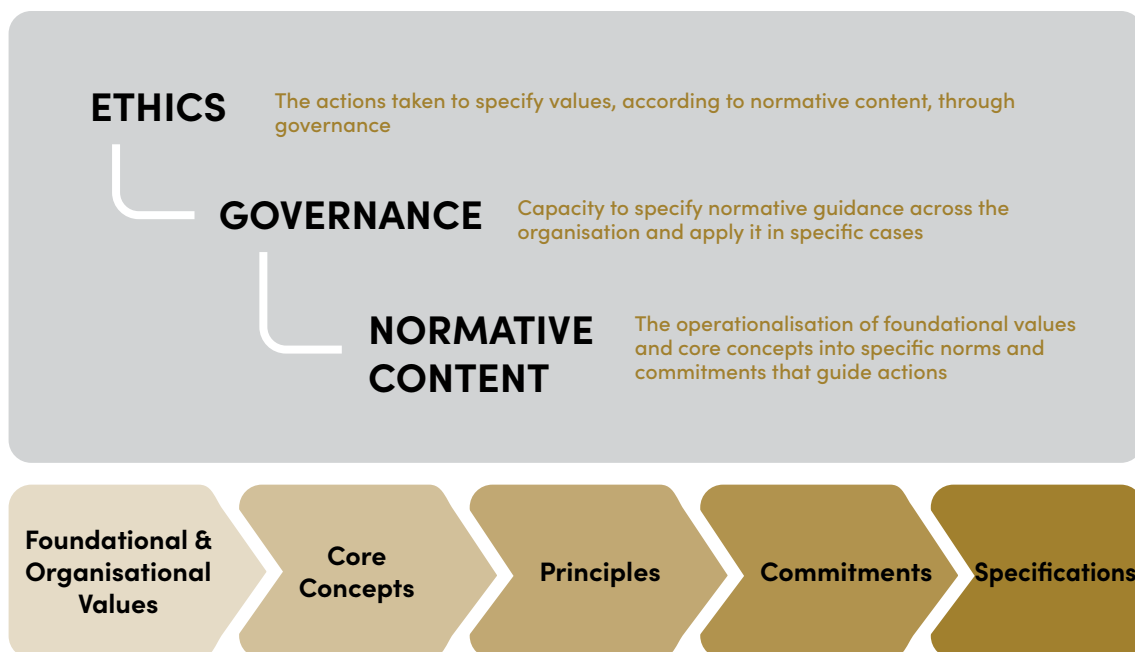 ETHICS
The actions taken to specify values, according to normative content, through
governance
GOVERNANCE
Capacity to specify normative guidance across the
organisation and apply it in specific cases
NORMATIVE
CONTENT
The operationalisation of foundational values
and core concepts into specific norms and
commitments that guide actions
Foundational &
Organisational
Values
Core
Concepts
Principles
Commitments
Specifications